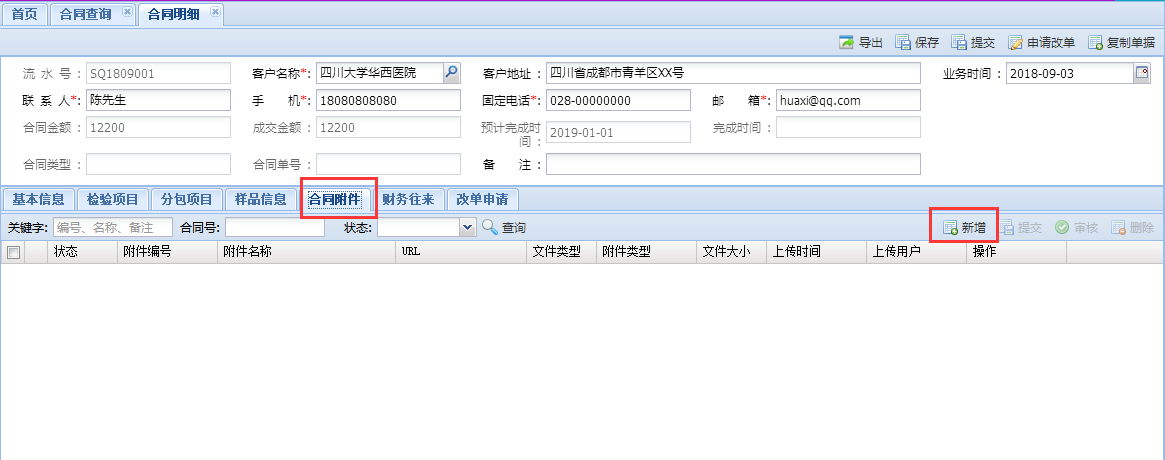 首页 合同查询 合同明细
导出 保存 提交 申请改单 复制单据
流 水 号： SQ1809001 客户名称*: 四川大学华西医院 客户地址： 四川省成都市青羊区XX号 业务时间： 2018-09-03
联 系 人*: 陈先生 手 机*: 18080808080 固定电话*: 028-00000000 邮 箱*: huaxi@qq.com
合同金额： 12200 成交金额： 12200 预计完成时间： 2019-01-01 完成时间：
合同类型： 合同单号： 备 注：
基本信息 检验项目 分包项目 样品信息 合同附件 财务往来 改单申请
关键字: 编号、名称、备注 合同号: 状态: 查询 新增 提交 审核 删除
状态 附件编号 附件名称 URL 文件类型 附件类型 文件大小 上传时间 上传用户 操作